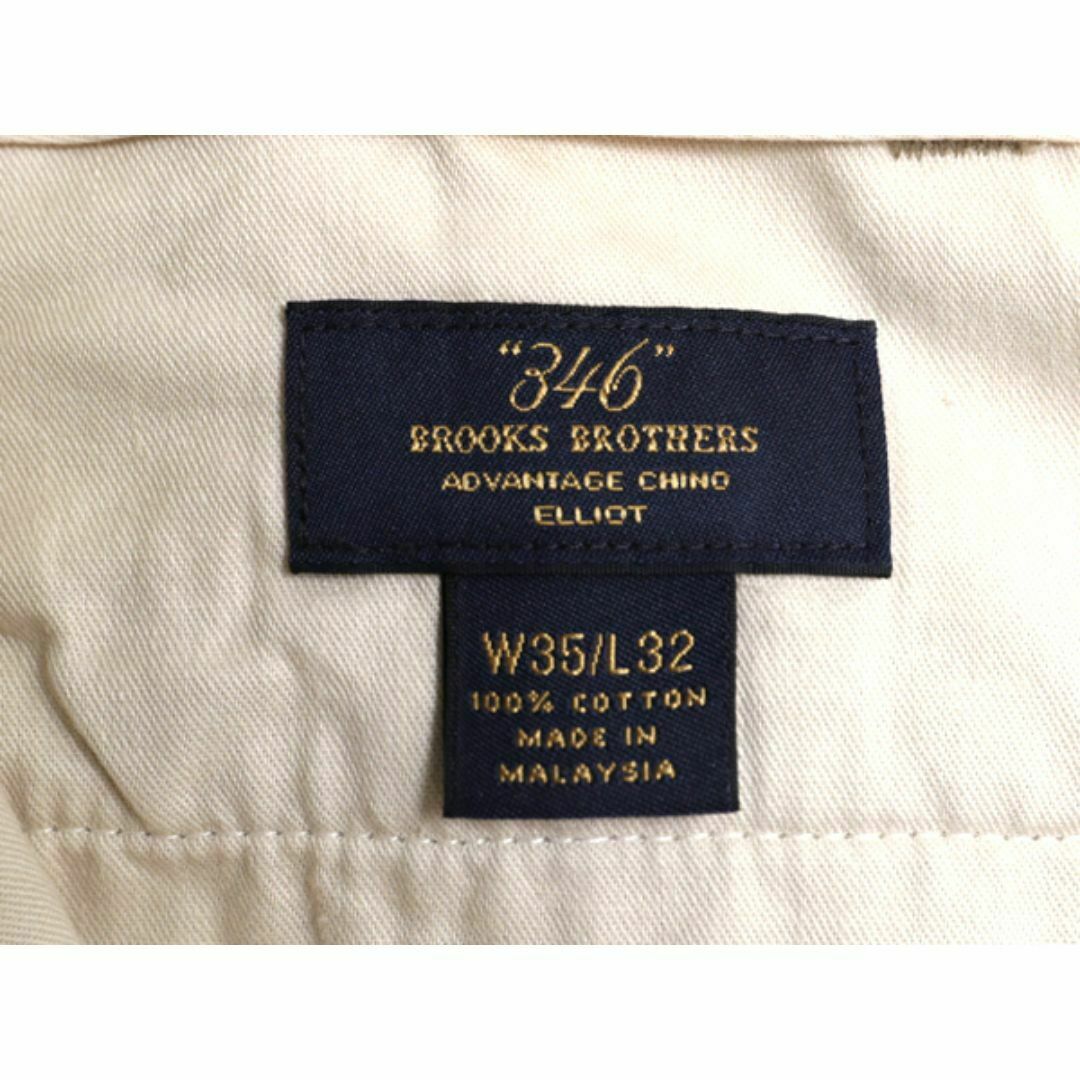 “346”
BROOKS BROTHERS
ADVANTAGE CHINO
ELLIOT
W35/L32
100% COTTON
MADE IN
MALAYSIA